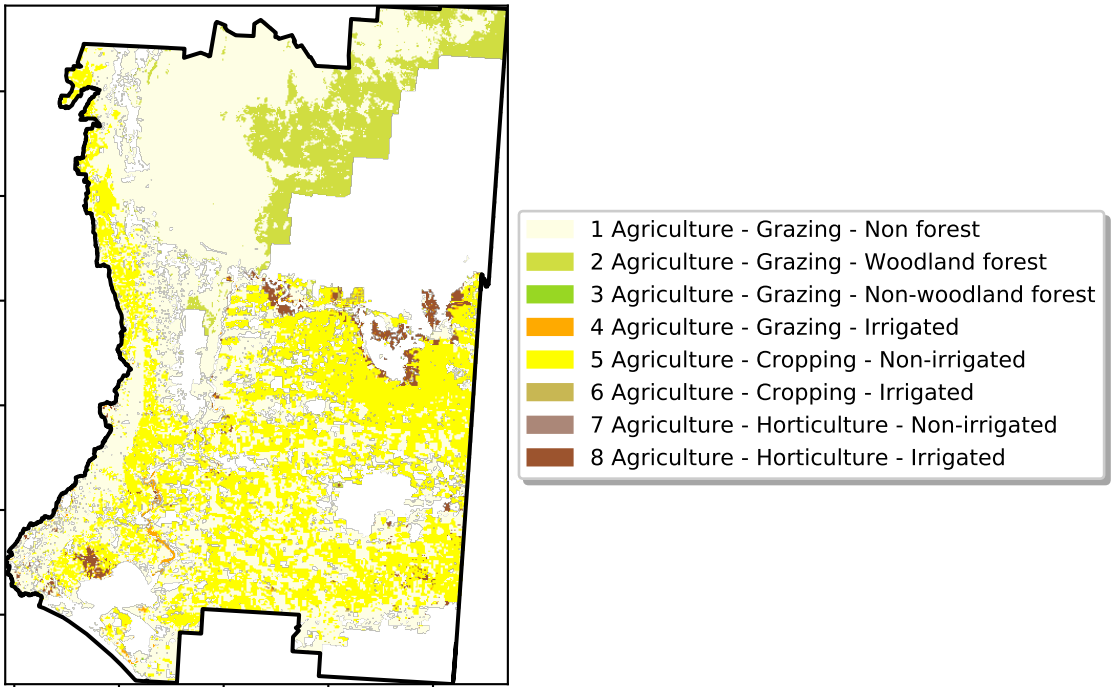 1 Agriculture - Grazing - Non forest
2 Agriculture - Grazing - Woodland forest
3 Agriculture - Grazing - Non-woodland forest
4 Agriculture - Grazing - Irrigated
5 Agriculture - Cropping - Non-irrigated
6 Agriculture - Cropping - Irrigated
7 Agriculture - Horticulture - Non-irrigated
8 Agriculture - Horticulture - Irrigated